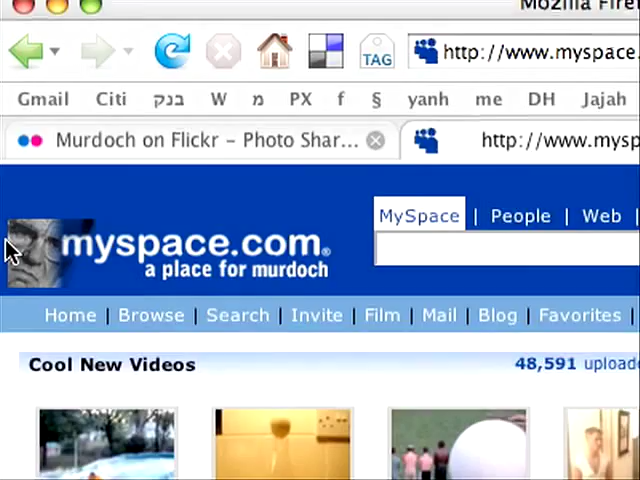 Mozilla Firef
TAG
http://www.myspace.
Gmail Citi בנק W מ PX f § yanh me DH Jajah
Murdoch on Flickr – Photo Shar...
http://www.mysp
MySpace | People | Web |
myspace.com®
a place for murdoch
Home | Browse | Search | Invite | Film | Mail | Blog | Favorites |
Cool New Videos
48,591 uploade